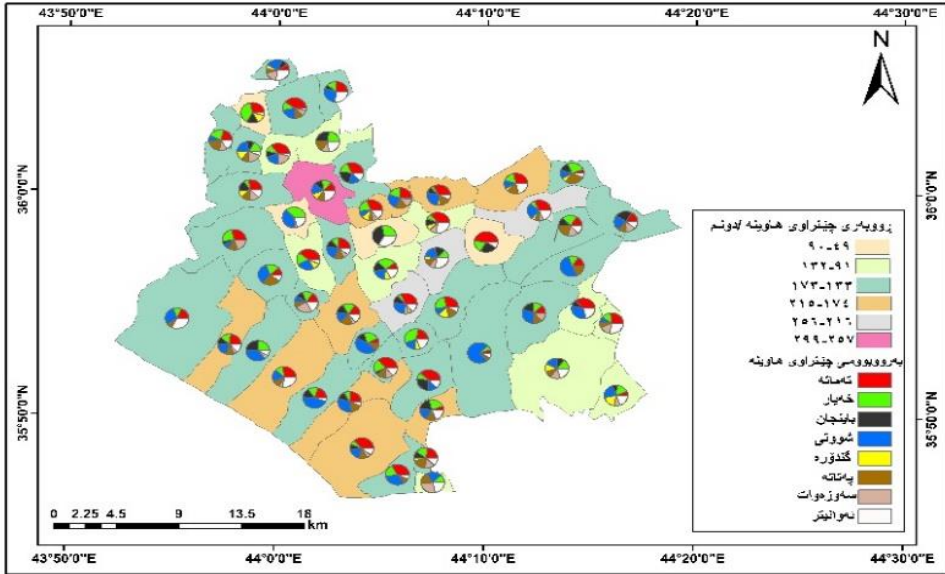 43°50'0"E 44°0'0"E 44°10'0"E 44°20'0"E 44°30'0"E
N
36°0'0"N 36°0'0"N
ڕووبەری چێنراوی هاوینە/دونم
٤٩-٩٠
٩١-١٣٢
١٣٣-١٧٣
١٧٤-٢١٥
٢١٦-٢٥٦
٢٥٧-٢٩٩
بەرووبوومی چێنراوی هاوینە
تەماتە
خەیار
باینجان
شووتی
گندۆرە
پەتاتە
سەوزەوات
ئەوانیتر
35°50'0"N 35°50'0"N
0 2.25 4.5 9 13.5 18
km
43°50'0"E 44°0'0"E 44°10'0"E 44°20'0"E 44°30'0"E